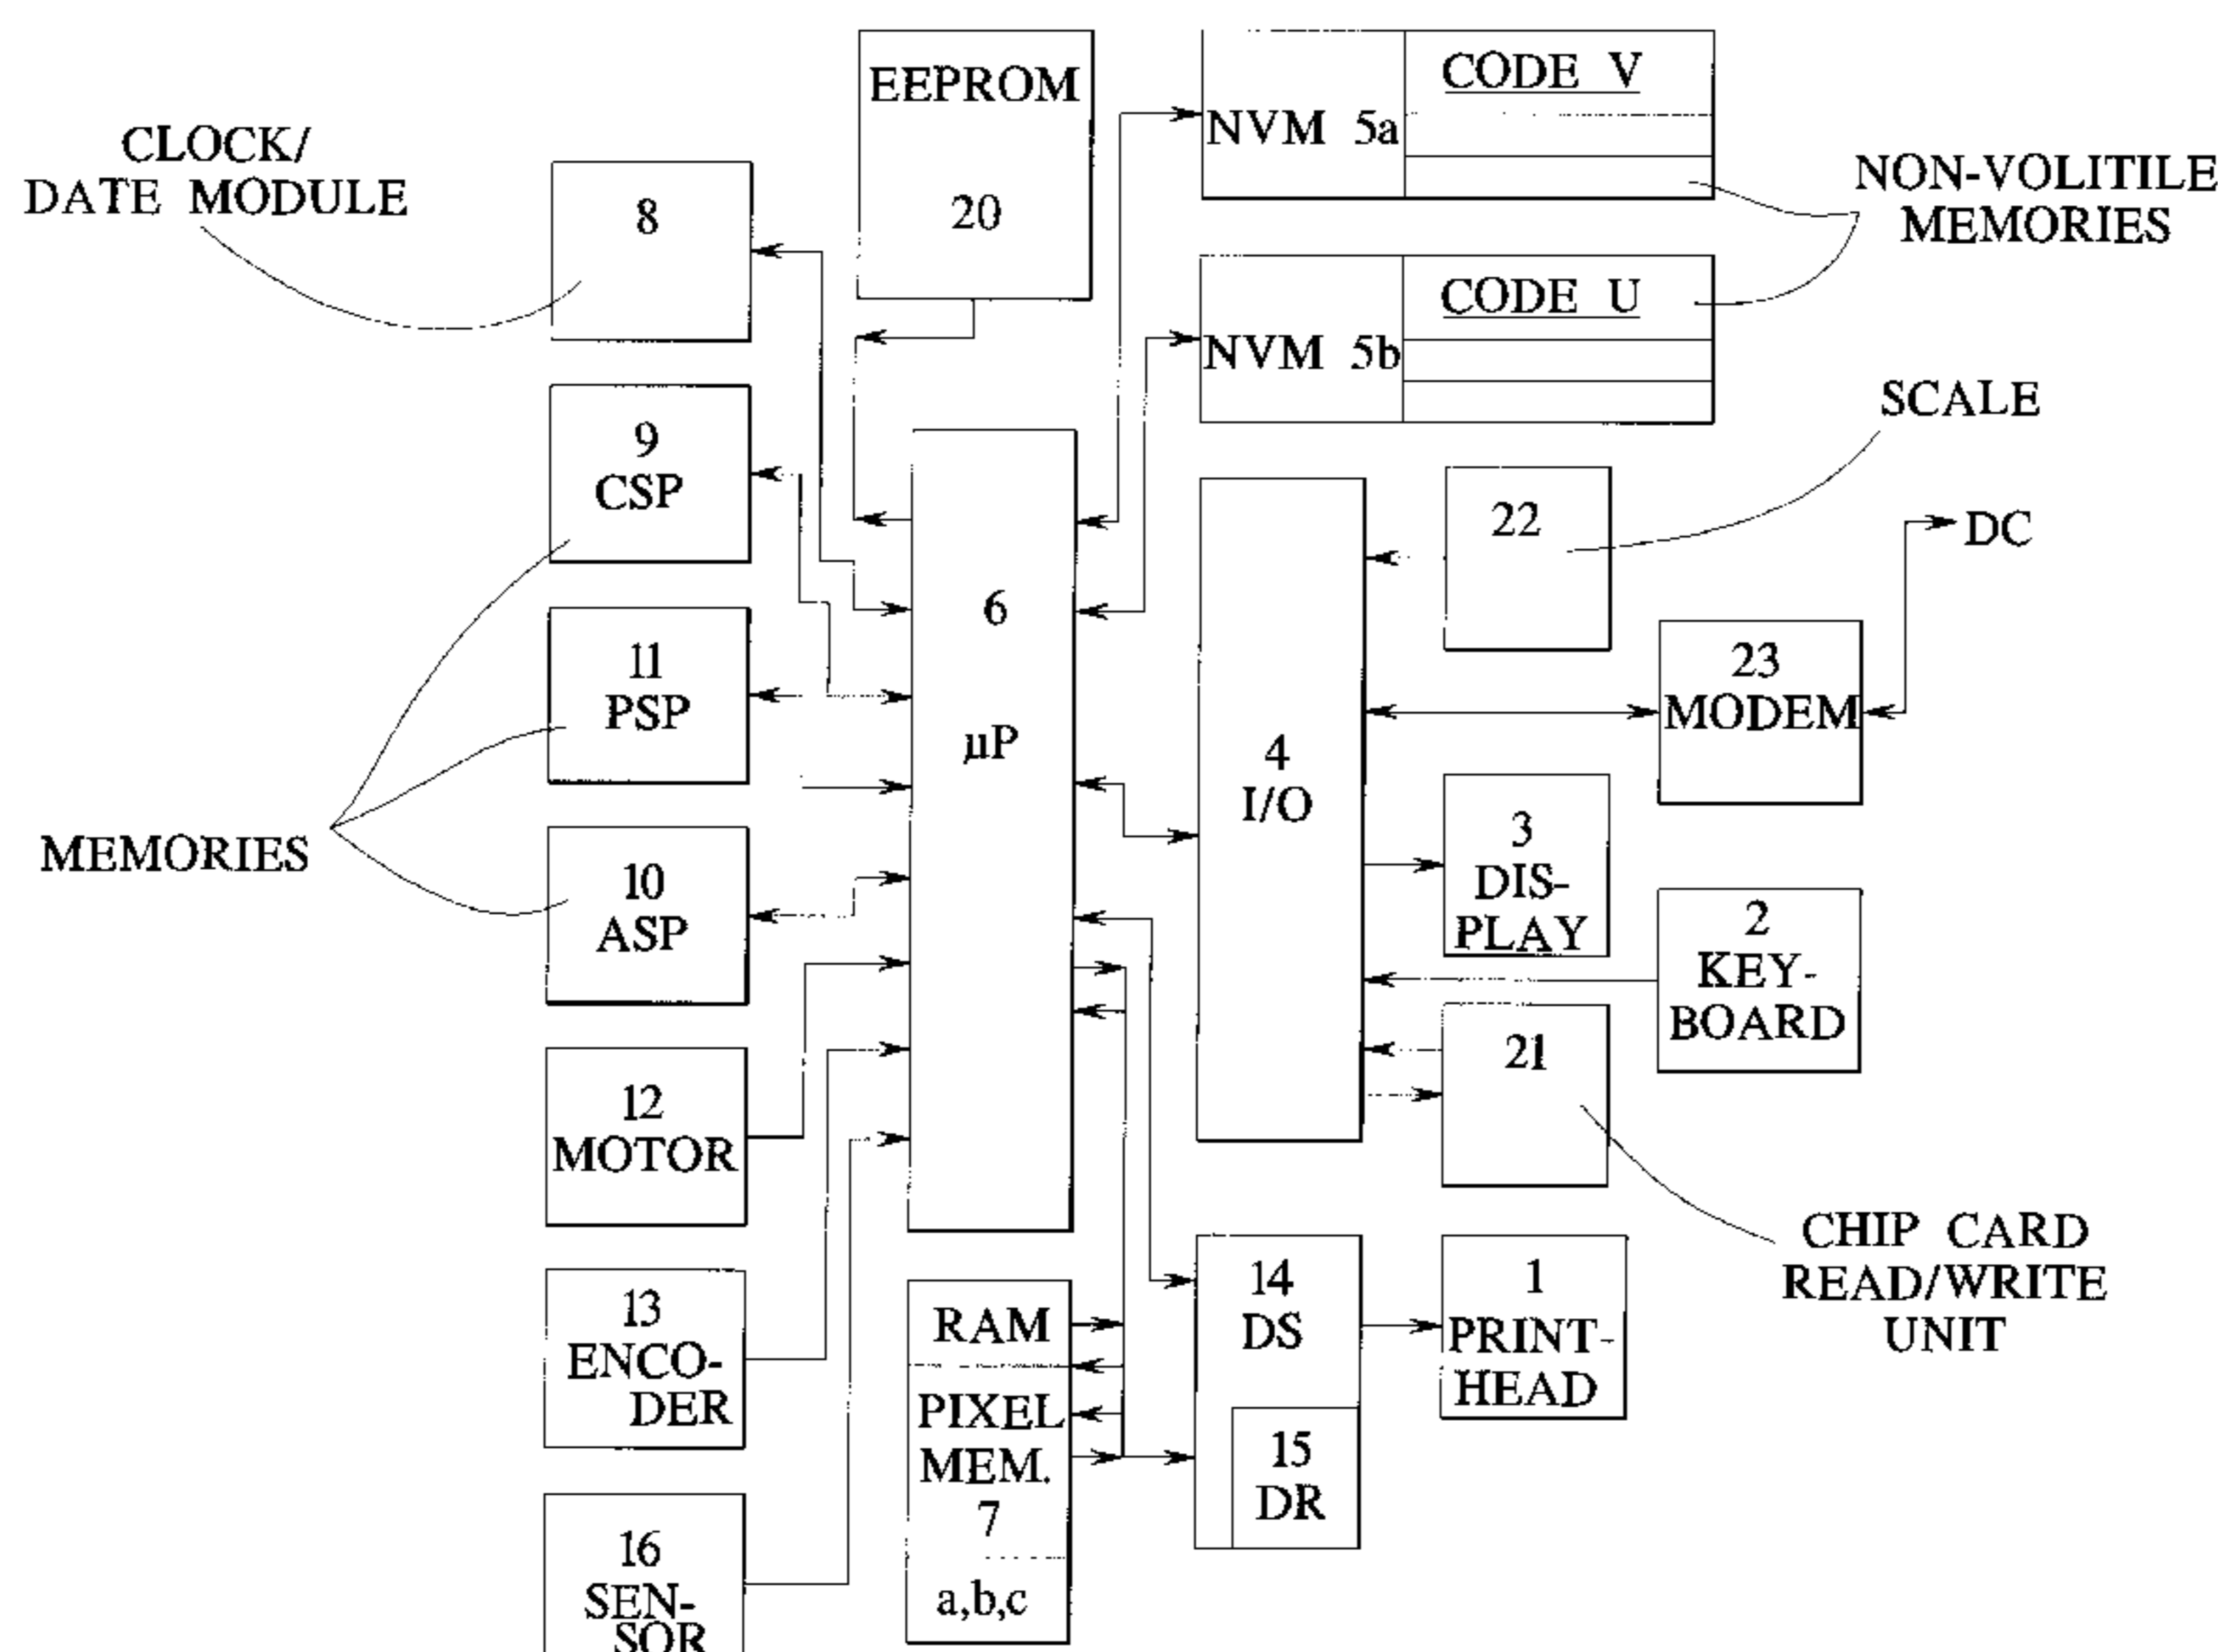 CLOCK/
DATE MODULE
8
EEPROM
20
NVM 5a
CODE V
NON-VOLITILE
MEMORIES
NVM 5b
CODE U
9
CSP
SCALE
22
DC
11
PSP
6
µP
23
MODEM
4
I/O
MEMORIES
10
ASP
3
DIS-
PLAY
2
KEY-
BOARD
21
12
MOTOR
CHIP CARD
READ/WRITE
UNIT
13
ENCO-
DER
RAM
PIXEL
MEM.
7
a,b,c
14
DS
15
DR
1
PRINT-
HEAD
16
SEN-
SOR